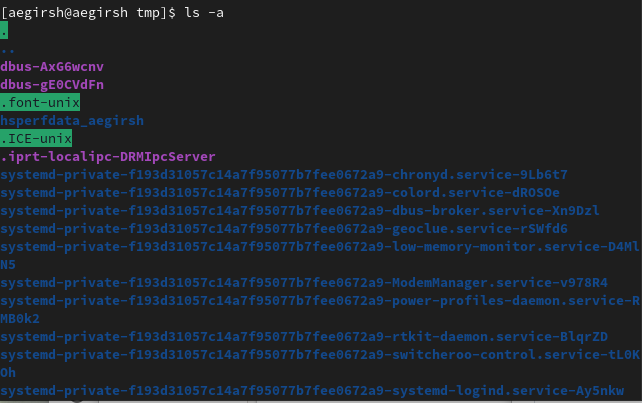 [aegirsh@aegirsh tmp]$ ls -a
.
..
dbus-AxG6wcnv
dbus-gE0CVdFn
.font-unix
hsperfdata_aegirsh
.ICE-unix
.iprt-localipc-DRMIpcServer
systemd-private-f193d31057c14a7f95077b7fee0672a9-chronyd.service-9Lb6t7
systemd-private-f193d31057c14a7f95077b7fee0672a9-colord.service-dROSOe
systemd-private-f193d31057c14a7f95077b7fee0672a9-dbus-broker.service-Xn9Dzl
systemd-private-f193d31057c14a7f95077b7fee0672a9-geoclue.service-rSWfd6
systemd-private-f193d31057c14a7f95077b7fee0672a9-low-memory-monitor.service-D4Ml
N5
systemd-private-f193d31057c14a7f95077b7fee0672a9-ModemManager.service-v978R4
systemd-private-f193d31057c14a7f95077b7fee0672a9-power-profiles-daemon.service-R
MB0k2
systemd-private-f193d31057c14a7f95077b7fee0672a9-rtkit-daemon.service-BlqrZD
systemd-private-f193d31057c14a7f95077b7fee0672a9-switcheroo-control.service-tL0K
Oh
systemd-private-f193d31057c14a7f95077b7fee0672a9-systemd-logind.service-Ay5nkw